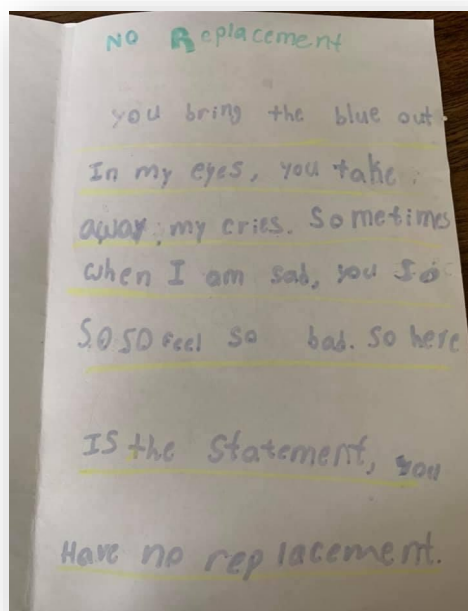 NO Replacement
you bring the blue out
In my eyes, you take
away my cries. Sometimes
when I am sad, you So
SO SO Feel so bad. So here
IS the Statement, you
Have no replacement.